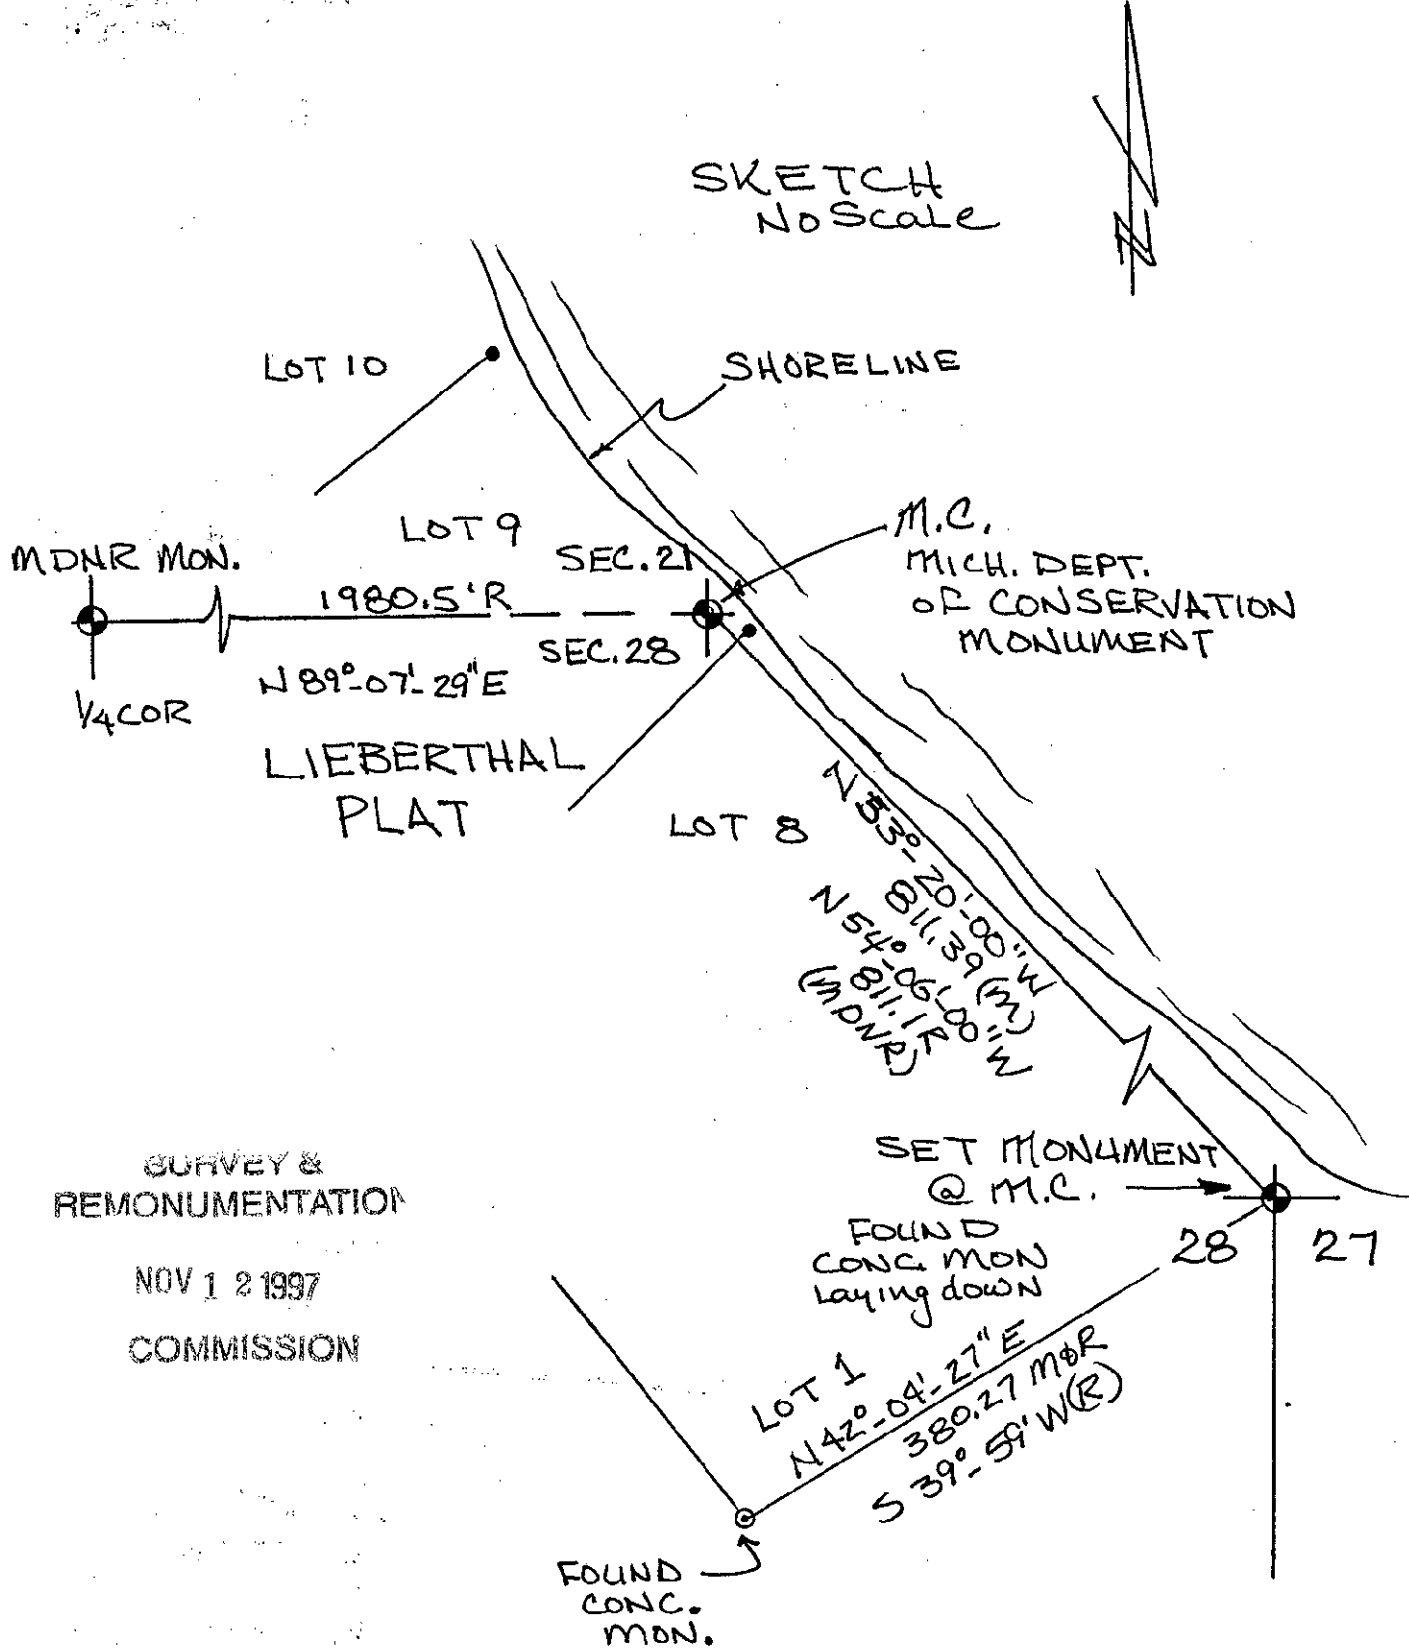 SKETCH
No Scale
N
LOT 10
SHORELINE
LOT 9
SEC. 21
M.C.
MICH. DEPT.
OF CONSERVATION
MONUMENT
MDNR MON.
1980.5'R
SEC. 28
N 89°-07'-29" E
1/4 COR
LIEBERTHAL
PLAT
LOT 8
N 53°-20'-00" W
811.39 (M)
N 54°-06'-00" W
811.1 R
(MDNR)
SURVEY &
REMONUMENTATION
NOV 12 1997
COMMISSION
SET MONUMENT
@ M.C.
FOUND
CONC. MON
Laying down
28
27
LOT 1
N 42°-04'-27" E
380.27 M&R
S 39°-59' W (R)
FOUND
CONC.
MON.